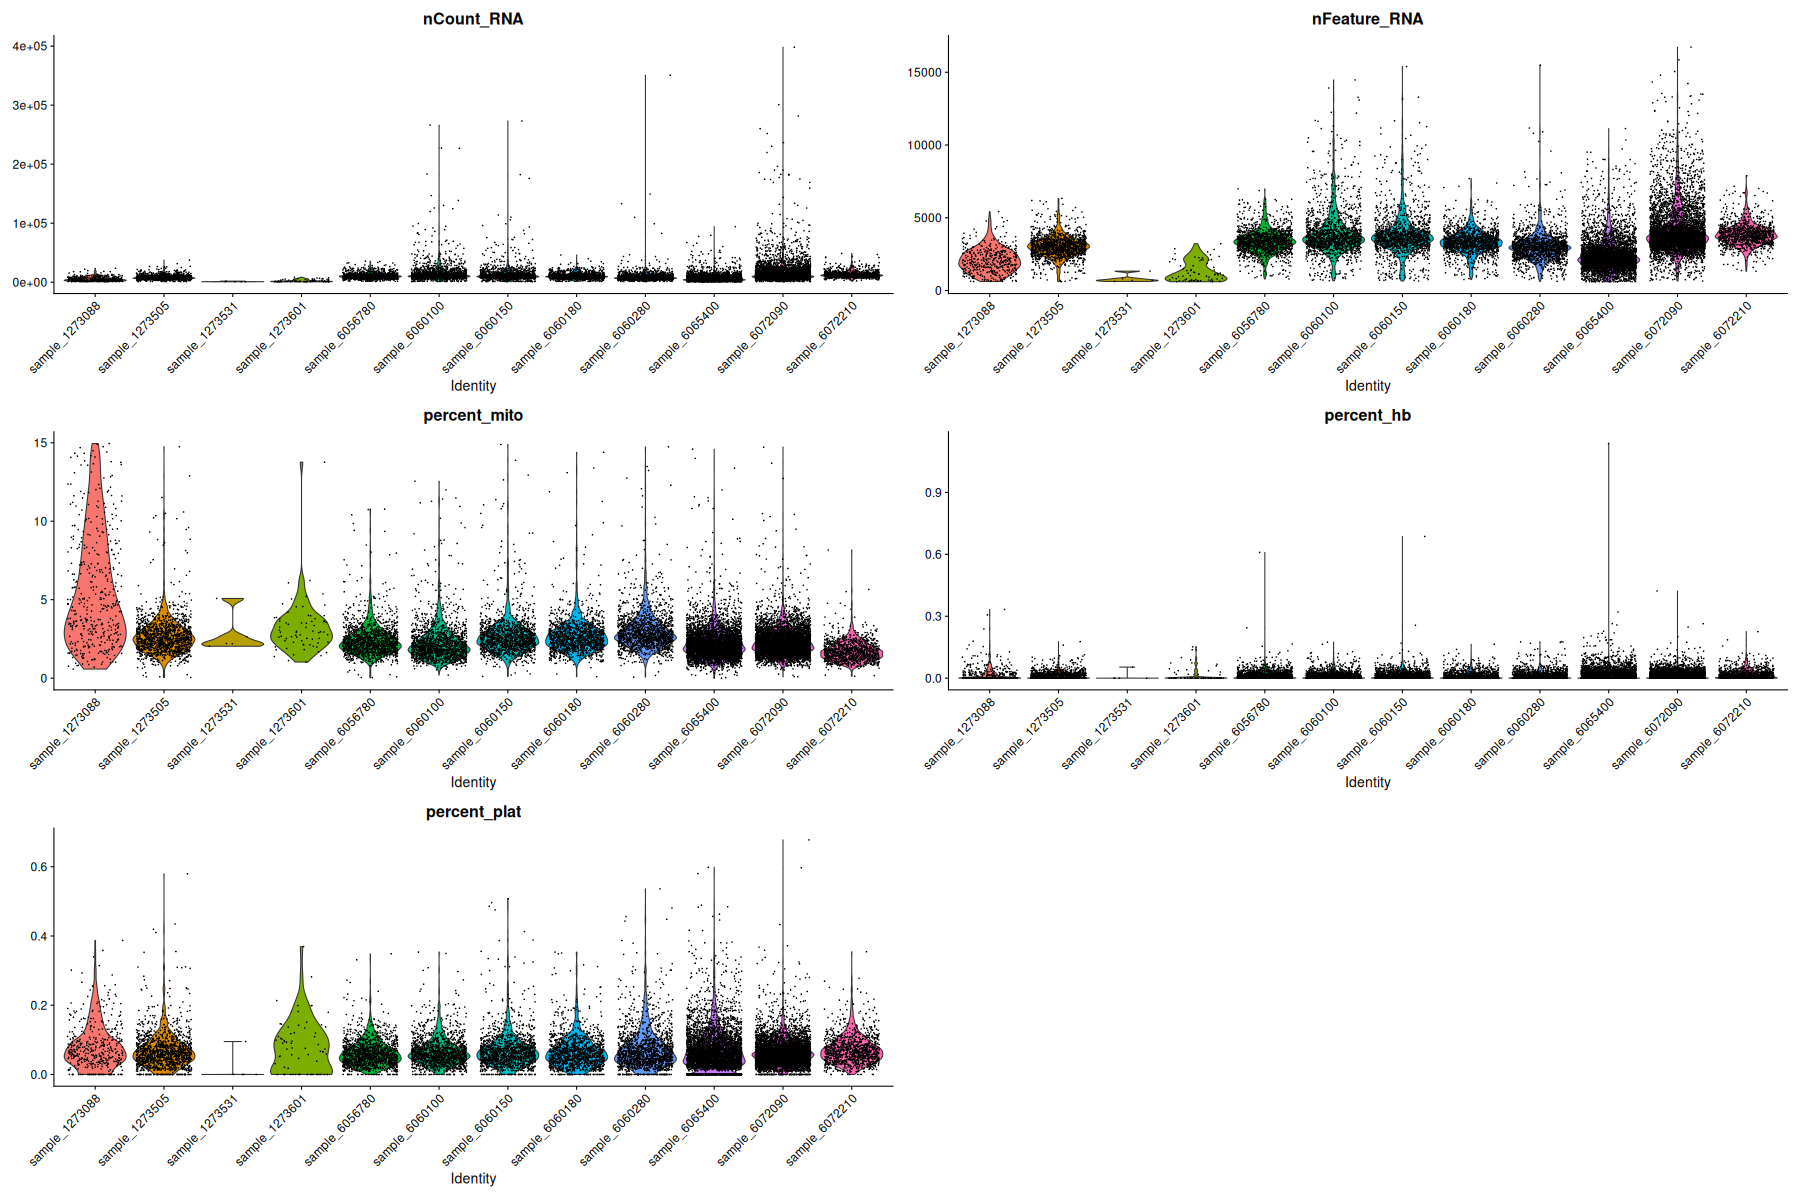 nCount_RNA
4e+05
3e+05
2e+05
1e+05
0e+00
sample_1273088
sample_1273505
sample_1273531
sample_1273601
sample_6056780
sample_6060100
sample_6060150
sample_6060180
sample_6060280
sample_6065400
sample_6072090
sample_6072210
Identity
nFeature_RNA
15000
10000
5000
0
sample_1273088
sample_1273505
sample_1273531
sample_1273601
sample_6056780
sample_6060100
sample_6060150
sample_6060180
sample_6060280
sample_6065400
sample_6072090
sample_6072210
Identity
percent_mito
15
10
5
0
sample_1273088
sample_1273505
sample_1273531
sample_1273601
sample_6056780
sample_6060100
sample_6060150
sample_6060180
sample_6060280
sample_6065400
sample_6072090
sample_6072210
Identity
percent_hb
0.9
0.6
0.3
0.0
sample_1273088
sample_1273505
sample_1273531
sample_1273601
sample_6056780
sample_6060100
sample_6060150
sample_6060180
sample_6060280
sample_6065400
sample_6072090
sample_6072210
Identity
percent_plat
0.6
0.4
0.2
0.0
sample_1273088
sample_1273505
sample_1273531
sample_1273601
sample_6056780
sample_6060100
sample_6060150
sample_6060180
sample_6060280
sample_6065400
sample_6072090
sample_6072210
Identity